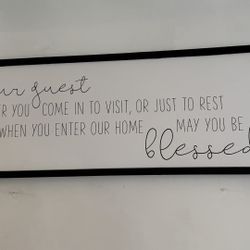 ur guest
ER YOU COME IN TO VISIT, OR JUST TO REST
WHEN YOU ENTER OUR HOME MAY YOU BE
blessed